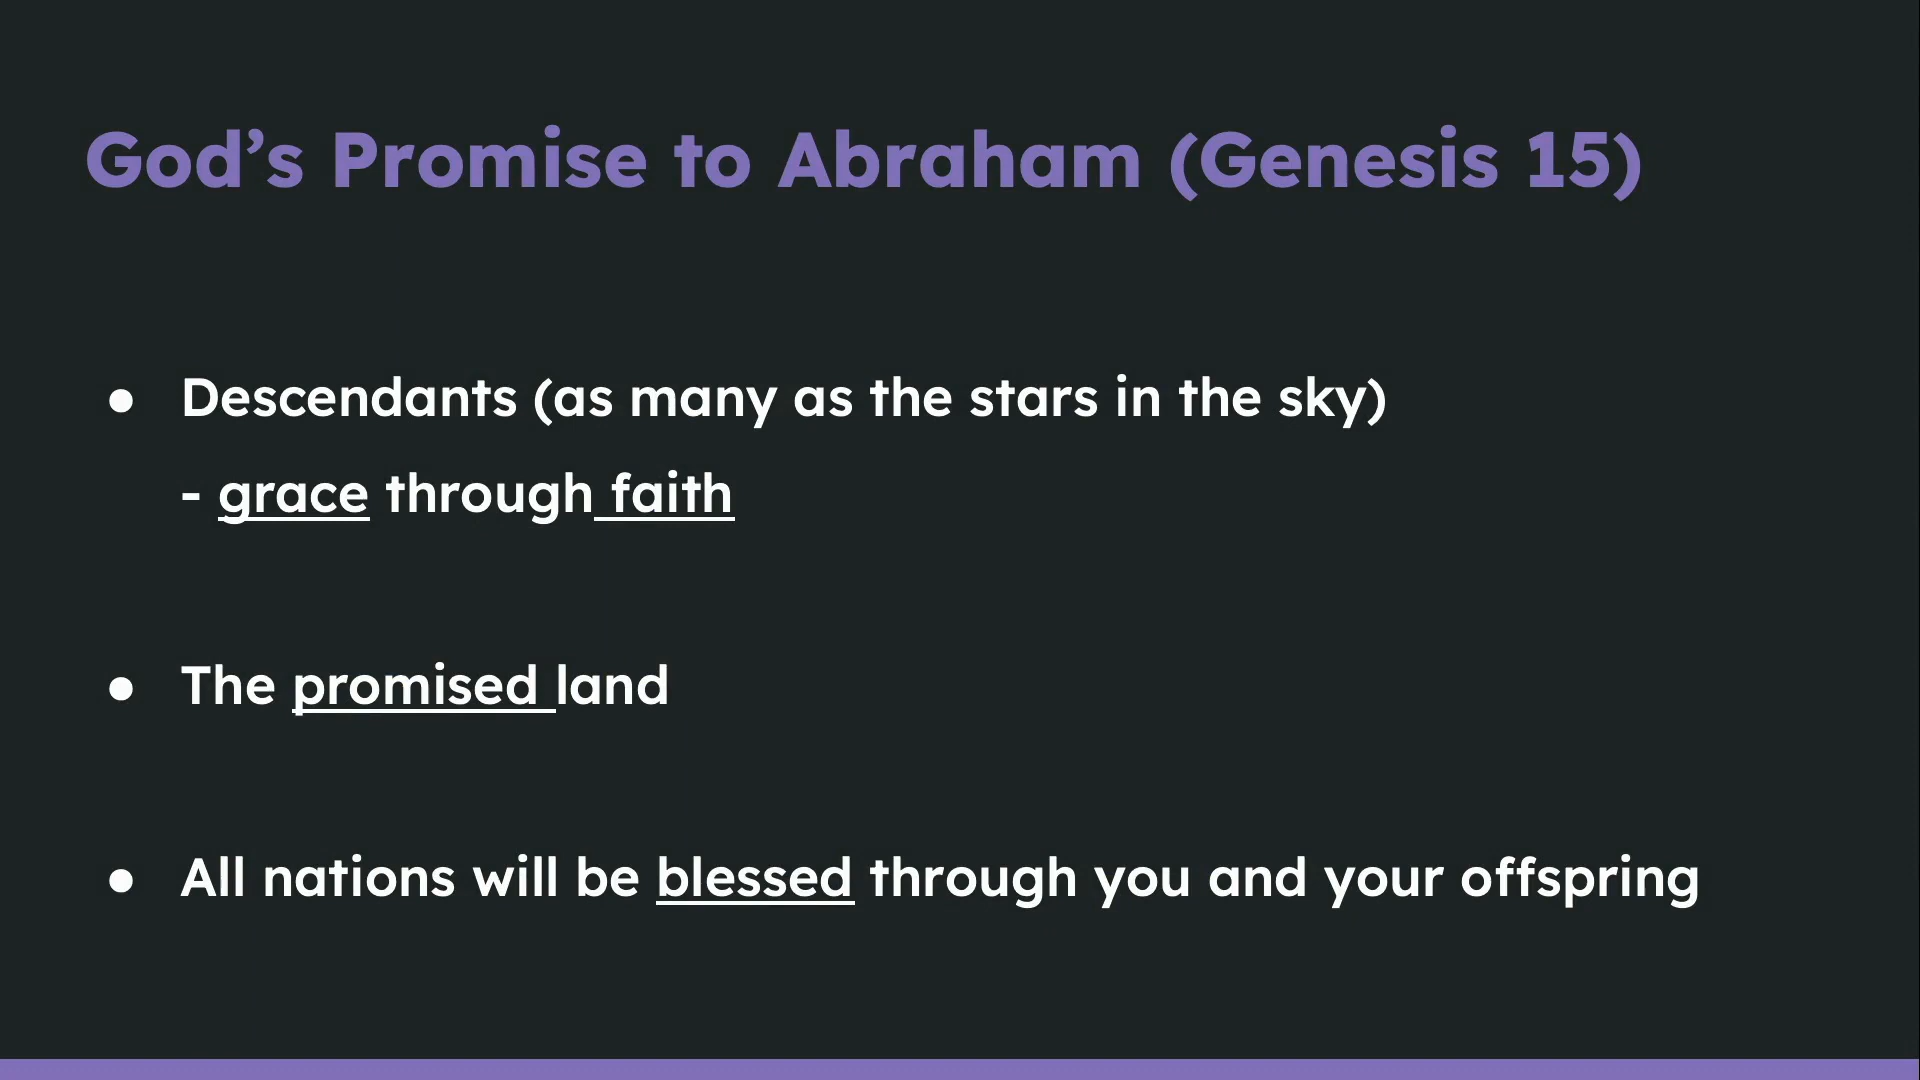 God’s Promise to Abraham (Genesis 15)
● Descendants (as many as the stars in the sky)
- grace through faith
● The promised land
● All nations will be blessed through you and your offspring